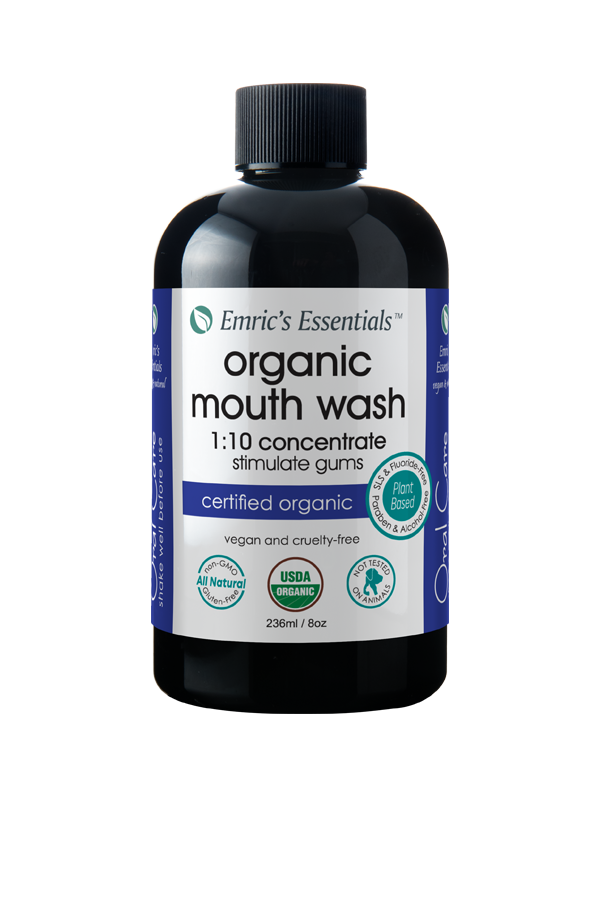 Emric's Essentials™
organic
mouth wash
1:10 concentrate
stimulate gums
certified organic
SLS & Fluoride-Free
Plant
Based
Paraben & Alcohol-Free
vegan and cruelty-free
non-GMO
All Natural
Gluten-Free
USDA
ORGANIC
NOT TESTED
ON ANIMALS
236ml / 8oz
Oral Care
shake well before use
Oral Care